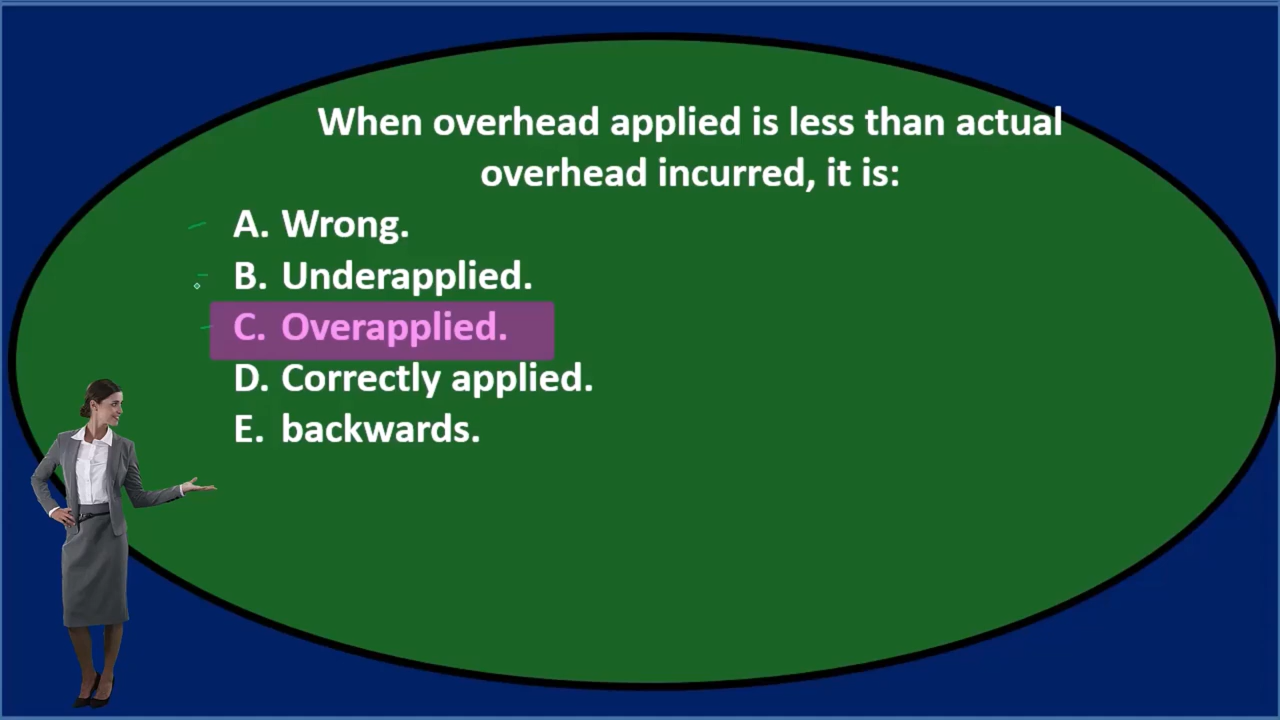 When overhead applied is less than actual
overhead incurred, it is:
A. Wrong.
B. Underapplied.
C. Overapplied.
D. Correctly applied.
E. backwards.